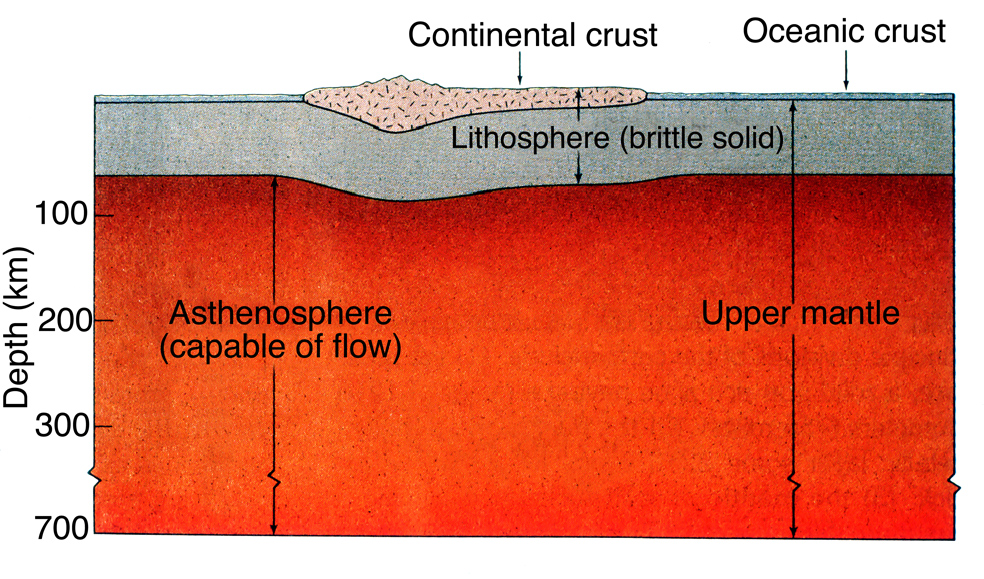 Continental crust
Oceanic crust
Lithosphere (brittle solid)
Depth (km)
100
200
300
700
Asthenosphere
(capable of flow)
Upper mantle